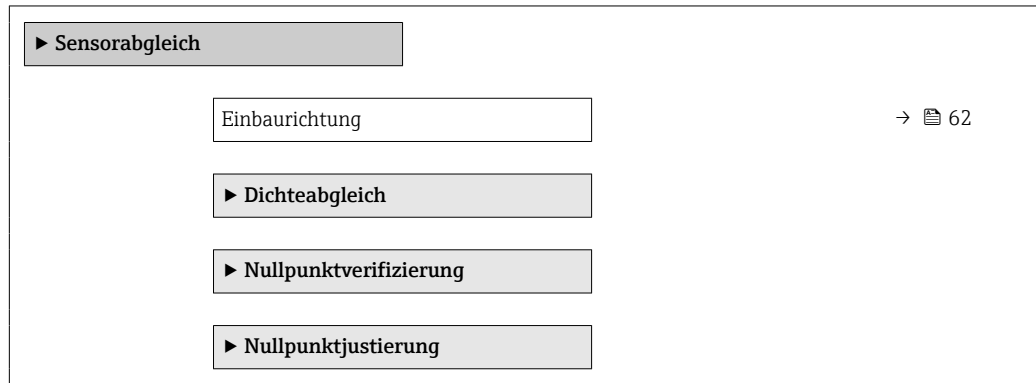 ▶ Sensorabgleich
Einbaurichtung → 🖹 62
▶ Dichteabgleich
▶ Nullpunktverifizierung
▶ Nullpunktjustierung